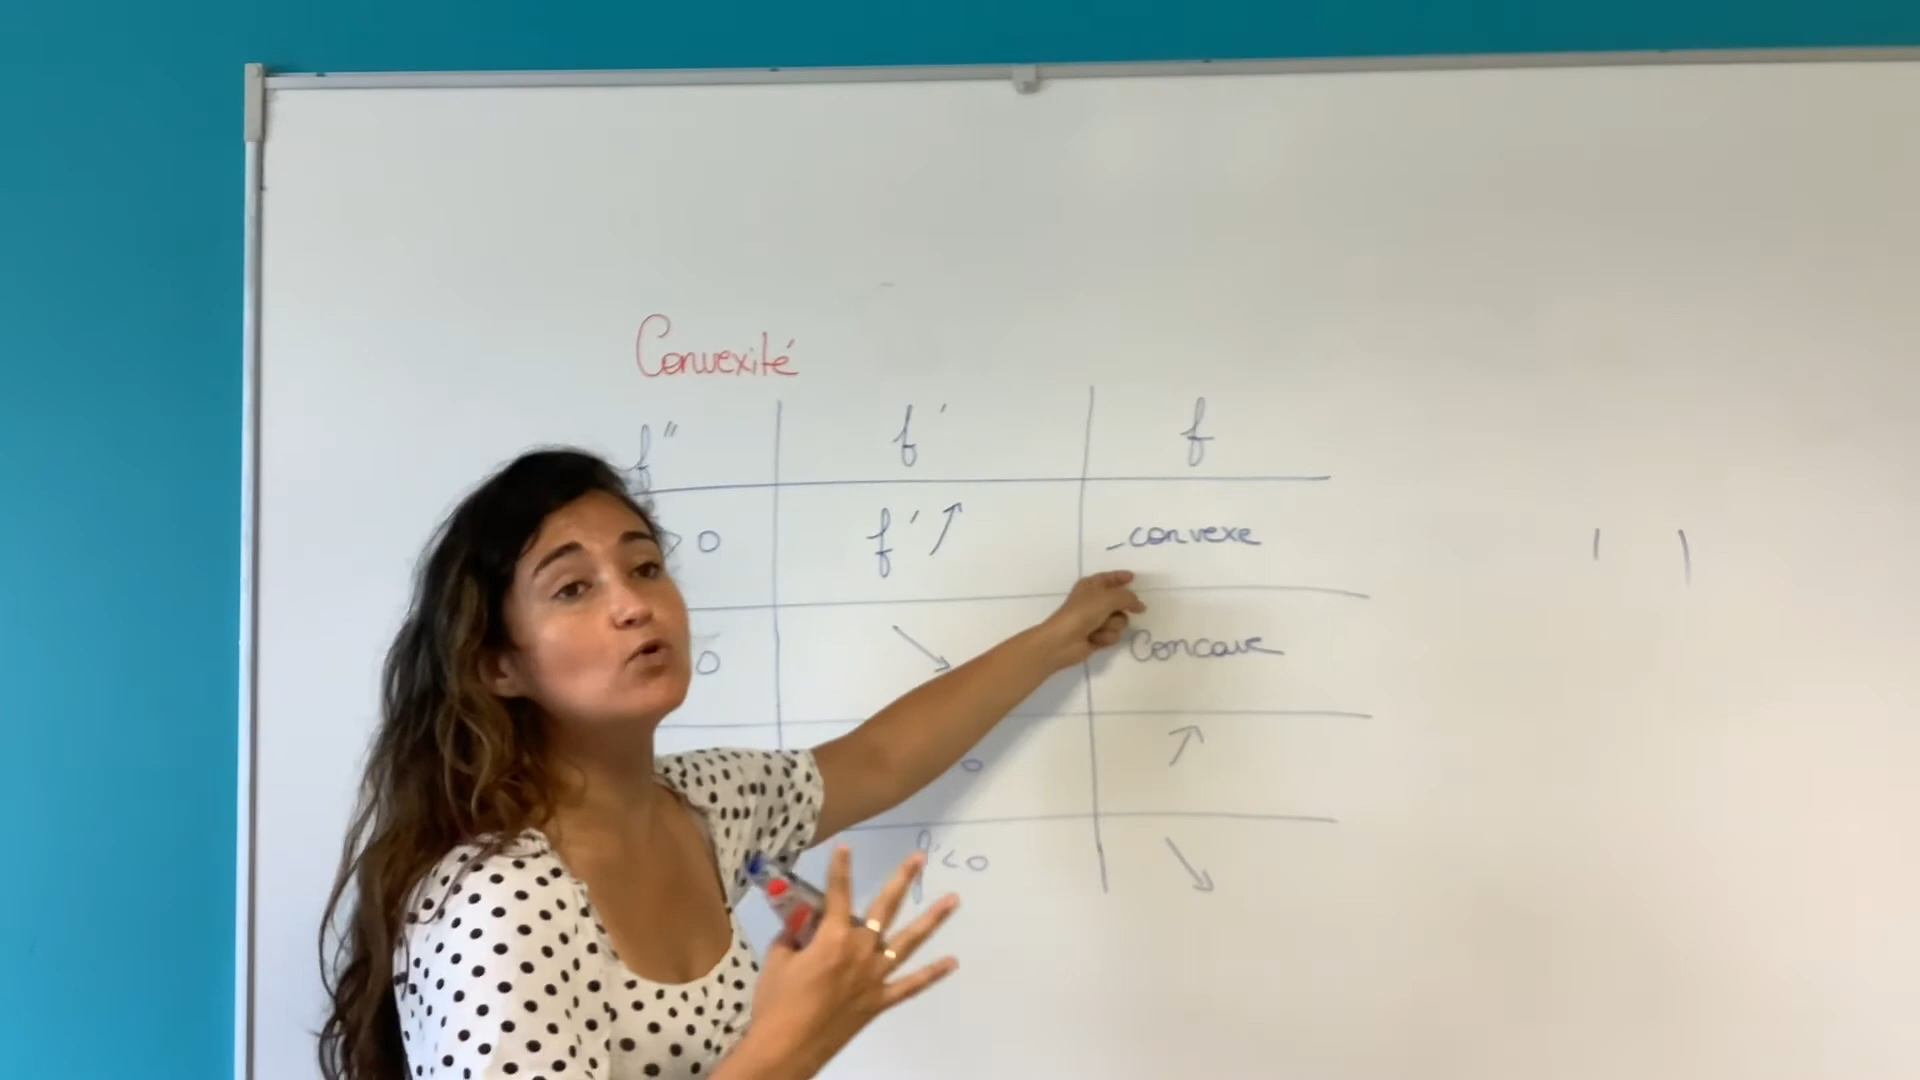 Convexité
f" f' f
> 0 f' ↗ - convexe
0 ↘ Concave
0 ↗
f'<0 ↘